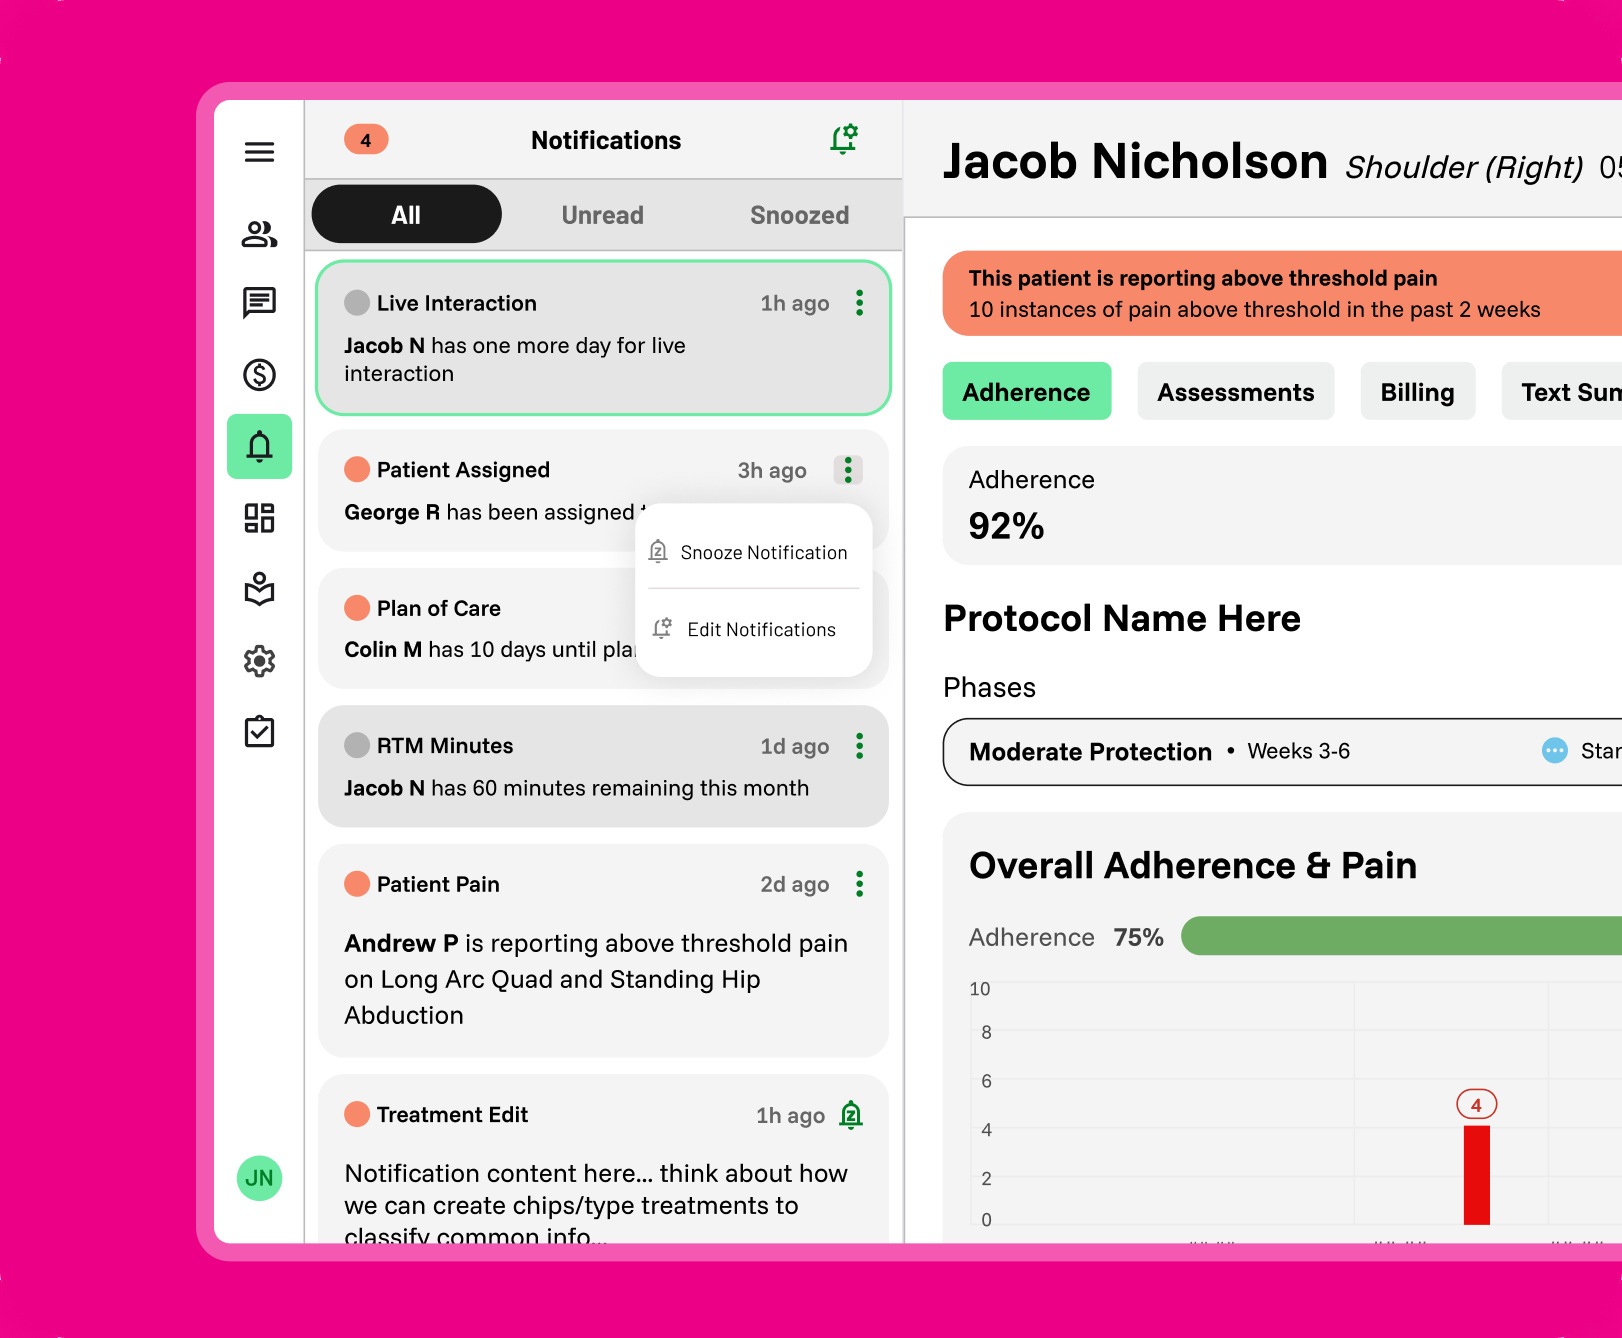 4
Notifications
All
Unread
Snoozed
Live Interaction
1h ago
Jacob N has one more day for live
interaction
Patient Assigned
3h ago
George R has been assigned
Snooze Notification
Edit Notifications
Plan of Care
Colin M has 10 days until
RTM Minutes
1d ago
Jacob N has 60 minutes remaining this month
Patient Pain
2d ago
Andrew P is reporting above threshold pain
on Long Arc Quad and Standing Hip
Abduction
Treatment Edit
1h ago
Notification content here... think about how
we can create chips/type treatments to
classify common info...
JN
Jacob Nicholson Shoulder (Right)
This patient is reporting above threshold pain
10 instances of pain above threshold in the past 2 weeks
Adherence
Assessments
Billing
Text
Adherence
92%
Protocol Name Here
Phases
Moderate Protection • Weeks 3-6
Overall Adherence & Pain
Adherence 75%
10
8
6
4
2
0
4